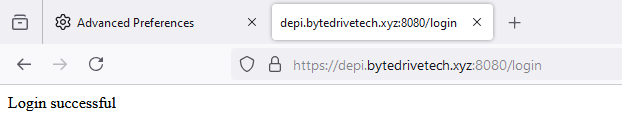 Advanced Preferences
depi.bytedrivetech.xyz:8080/login
https://depi.bytedrivetech.xyz:8080/login
Login successful